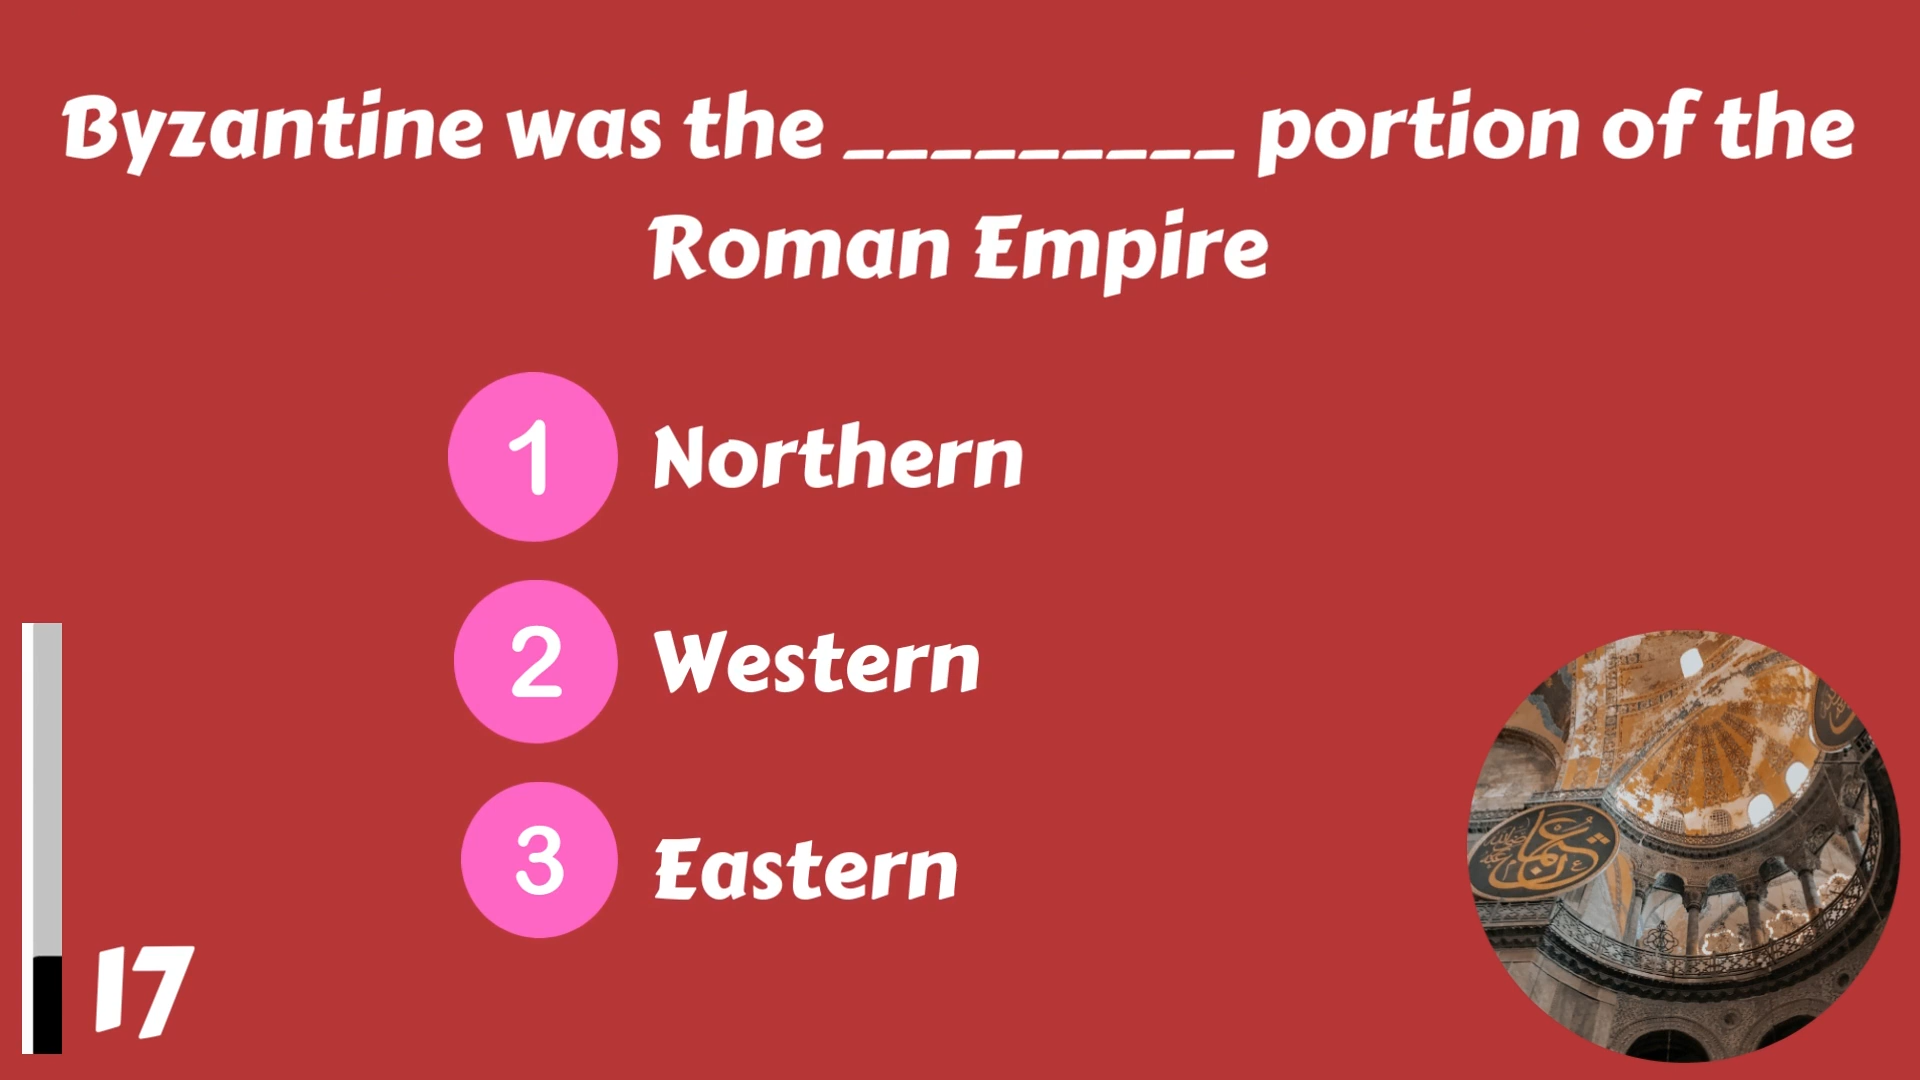 Byzantine was the _________ portion of the
Roman Empire
1 Northern
2 Western
3 Eastern
17